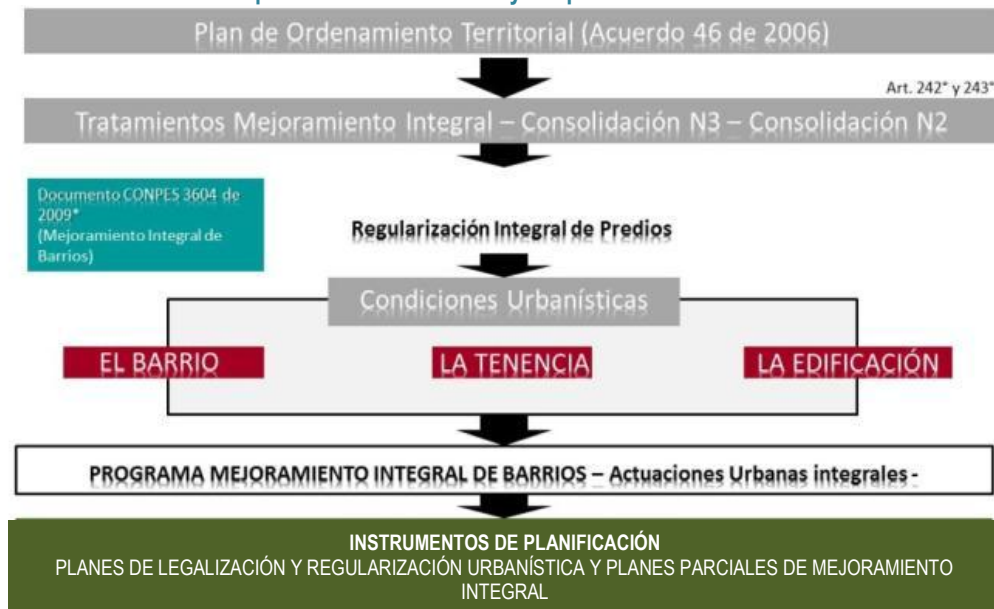 Plan de Ordenamiento Territorial (Acuerdo 46 de 2006)
Art. 242° y 243°
Tratamientos Mejoramiento Integral – Consolidación N3 – Consolidación N2
Documento CONPES 3604 de
2009*
(Mejoramiento Integral de
Barrios)
Regularización Integral de Predios
Condiciones Urbanísticas
EL BARRIO
LA TENENCIA
LA EDIFICACIÓN
PROGRAMA MEJORAMIENTO INTEGRAL DE BARRIOS – Actuaciones Urbanas integrales -
INSTRUMENTOS DE PLANIFICACIÓN
PLANES DE LEGALIZACIÓN Y REGULARIZACIÓN URBANÍSTICA Y PLANES PARCIALES DE MEJORAMIENTO
INTEGRAL